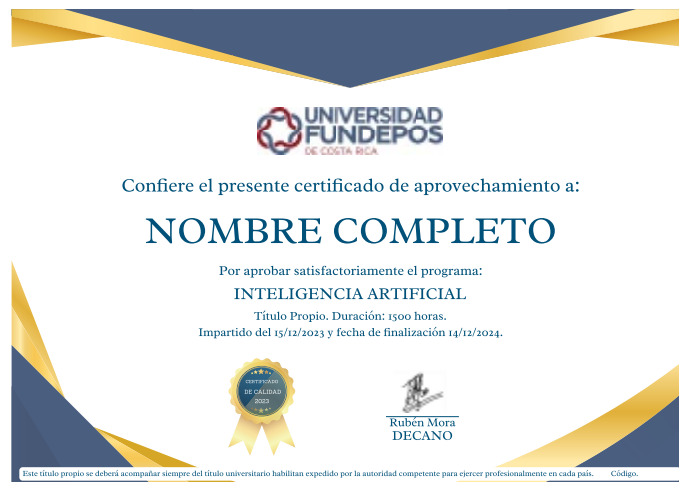 UNIVERSIDAD
FUNDEPOS
DE COSTA RICA
Confiere el presente certificado de aprovechamiento a:
NOMBRE COMPLETO
Por aprobar satisfactoriamente el programa:
INTELIGENCIA ARTIFICIAL
Título Propio. Duración: 1500 horas.
Impartido del 15/12/2023 y fecha de finalización 14/12/2024.
CERTIFICADO
DE CALIDAD
2023
Rubén Mora
DECANO
Este título propio se deberá acompañar siempre del título universitario habilitan expedido por la autoridad competente para ejercer profesionalmente en cada país. Código.